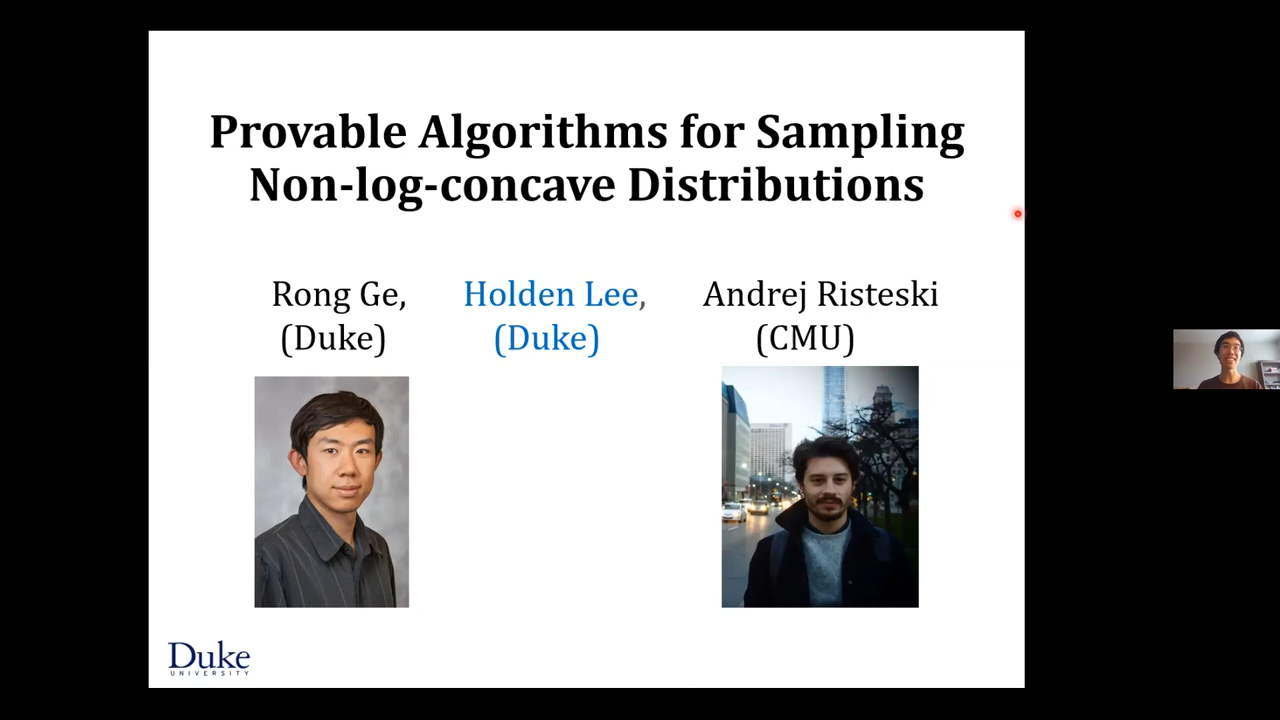 Provable Algorithms for Sampling
Non-log-concave Distributions
Rong Ge, Holden Lee, Andrej Risteski
(Duke) (Duke) (CMU)
Duke
UNIVERSITY